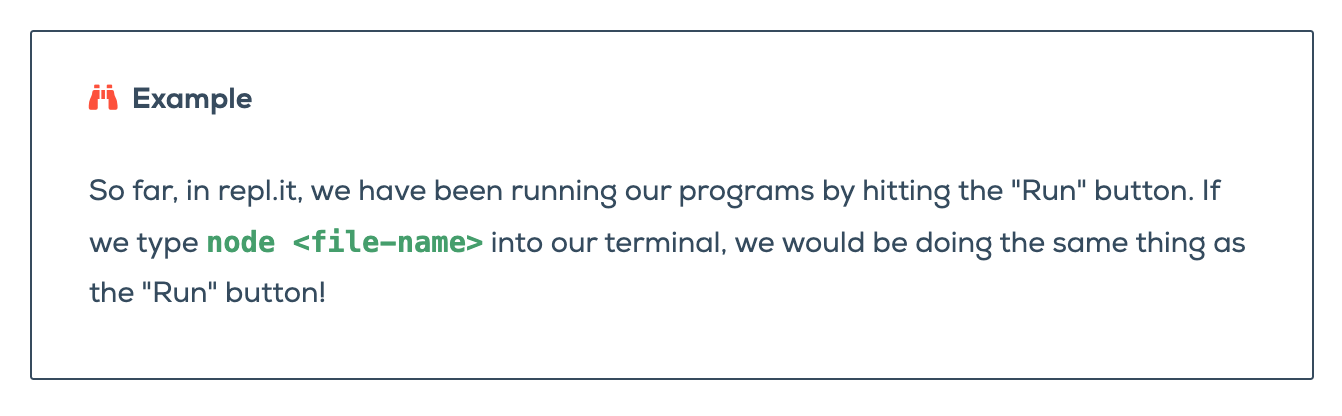 Example
So far, in repl.it, we have been running our programs by hitting the "Run" button. If
we type node <file-name> into our terminal, we would be doing the same thing as
the "Run" button!